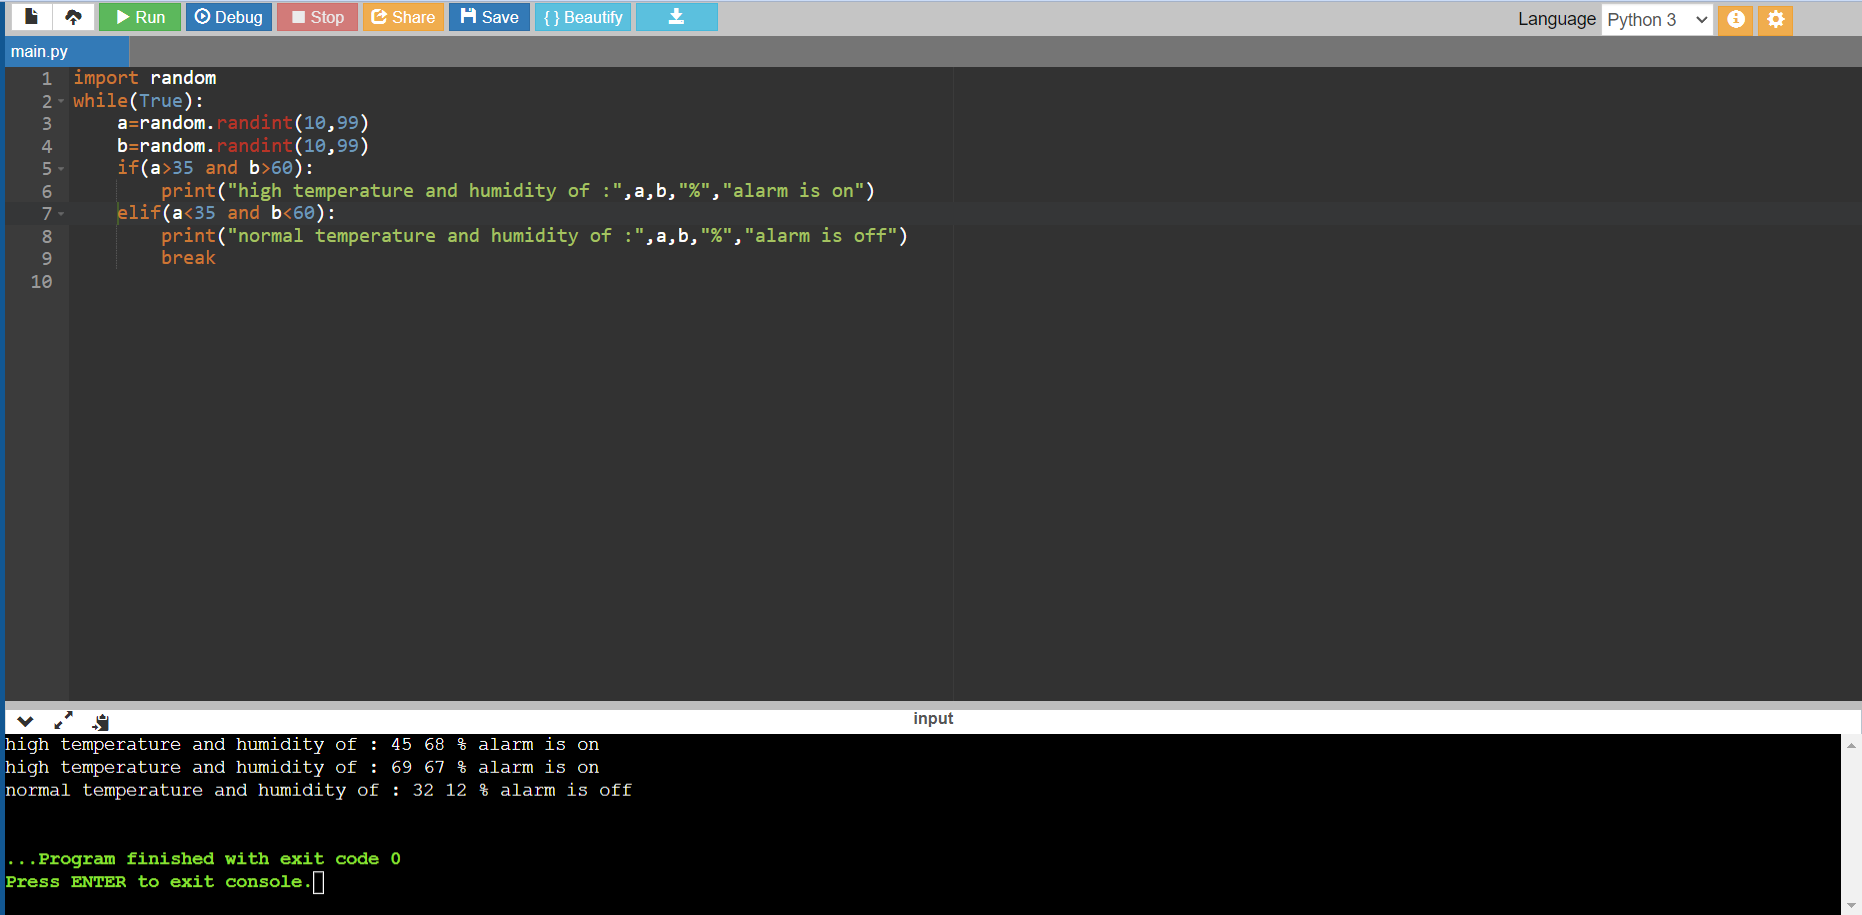 Run Debug Stop Share Save { } Beautify
Language Python 3
main.py
1 import random
2 while(True):
3     a=random.randint(10,99)
4     b=random.randint(10,99)
5     if(a>35 and b>60):
6         print("high temperature and humidity of :",a,b,"%","alarm is on")
7     elif(a<35 and b<60):
8         print("normal temperature and humidity of :",a,b,"%","alarm is off")
9         break
10
input
high temperature and humidity of : 45 68 % alarm is on
high temperature and humidity of : 69 67 % alarm is on
normal temperature and humidity of : 32 12 % alarm is off
...Program finished with exit code 0
Press ENTER to exit console.